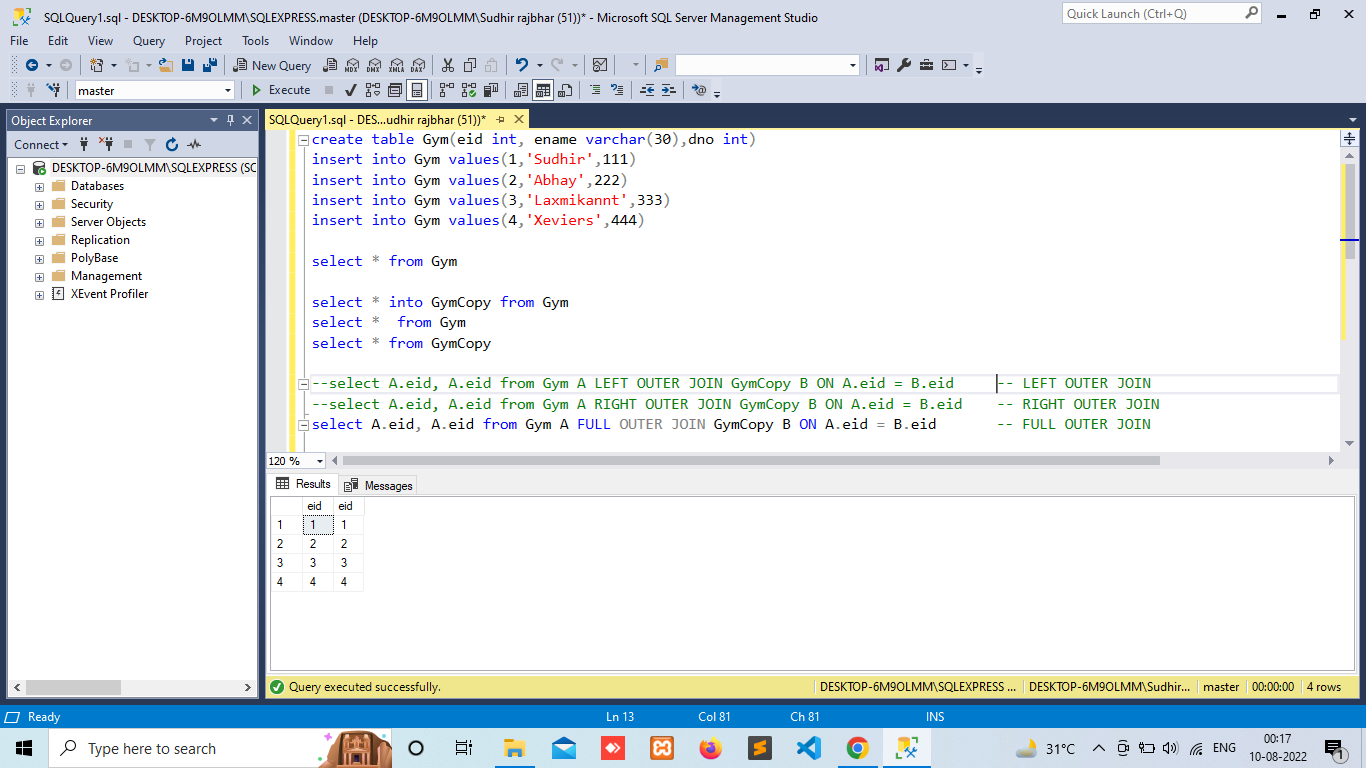 SQLQuery1.sql - DESKTOP-6M9OLMM\SQLEXPRESS.master (DESKTOP-6M9OLMM\Sudhir rajbhar (51))* - Microsoft SQL Server Management Studio
Quick Launch (Ctrl+Q)
File Edit View Query Project Tools Window Help
New Query MDX DMX XMLA DAX
master Execute
Object Explorer
SQLQuery1.sql - DES...udhir rajbhar (51))*
Connect
DESKTOP-6M9OLMM\SQLEXPRESS (SC
Databases
Security
Server Objects
Replication
PolyBase
Management
XEvent Profiler
create table Gym(eid int, ename varchar(30),dno int)
insert into Gym values(1,'Sudhir',111)
insert into Gym values(2,'Abhay',222)
insert into Gym values(3,'Laxmikannt',333)
insert into Gym values(4,'Xeviers',444)
select * from Gym
select * into GymCopy from Gym
select *  from Gym
select * from GymCopy
--select A.eid, A.eid from Gym A LEFT OUTER JOIN GymCopy B ON A.eid = B.eid     -- LEFT OUTER JOIN
--select A.eid, A.eid from Gym A RIGHT OUTER JOIN GymCopy B ON A.eid = B.eid    -- RIGHT OUTER JOIN
select A.eid, A.eid from Gym A FULL OUTER JOIN GymCopy B ON A.eid = B.eid       -- FULL OUTER JOIN
120 %
Results Messages
eid eid
1 1 1
2 2 2
3 3 3
4 4 4
Query executed successfully. DESKTOP-6M9OLMM\SQLEXPRESS ... DESKTOP-6M9OLMM\Sudhir... master 00:00:00 4 rows
Ready Ln 13 Col 81 Ch 81 INS
Type here to search
31°C ENG 00:17
10-08-2022
1